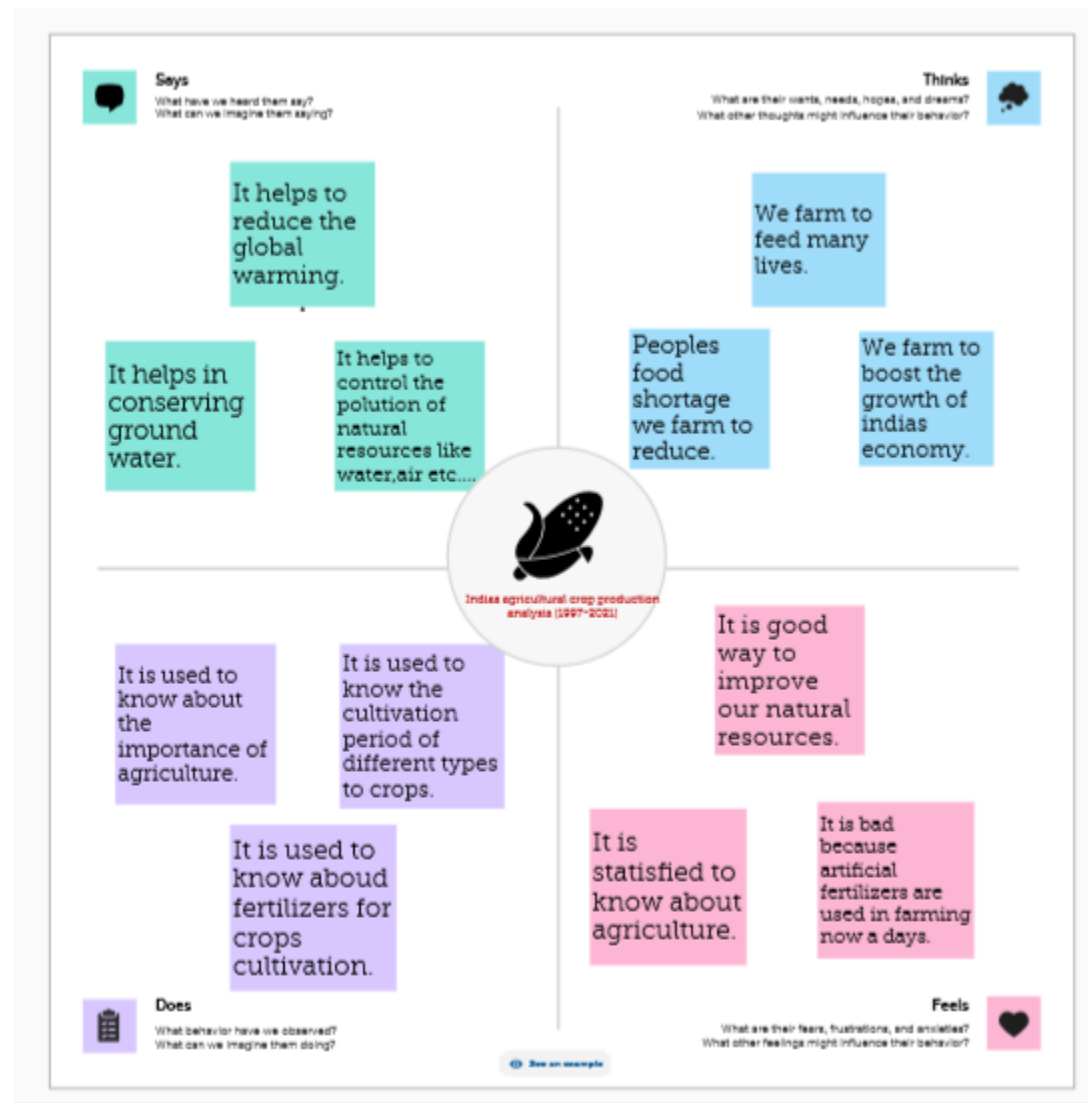 Says
What have we heard them say?
What can we imagine them saying?
Thinks
What are their wants, needs, hopes, and dreams?
What other thoughts might influence their behavior?
It helps to
reduce the
global
warming.
It helps in
conserving
ground
water.
It helps to
control the
polution of
natural
resources like
water,air etc....
We farm to
feed many
lives.
Peoples
food
shortage
we farm to
reduce.
We farm to
boost the
growth of
indias
economy.
Indias agricultural crop production
analysis (1997-2021)
It is used to
know about
the
importance of
agriculture.
It is used to
know the
cultivation
period of
different types
to crops.
It is used to
know aboud
fertilizers for
crops
cultivation.
It is good
way to
improve
our natural
resources.
It is
statisfied to
know about
agriculture.
It is bad
because
artificial
fertilizers are
used in farming
now a days.
Does
What behavior have we observed?
What can we imagine them doing?
Feels
What are their fears, frustrations, and anxieties?
What other feelings might influence their behavior?
See an example